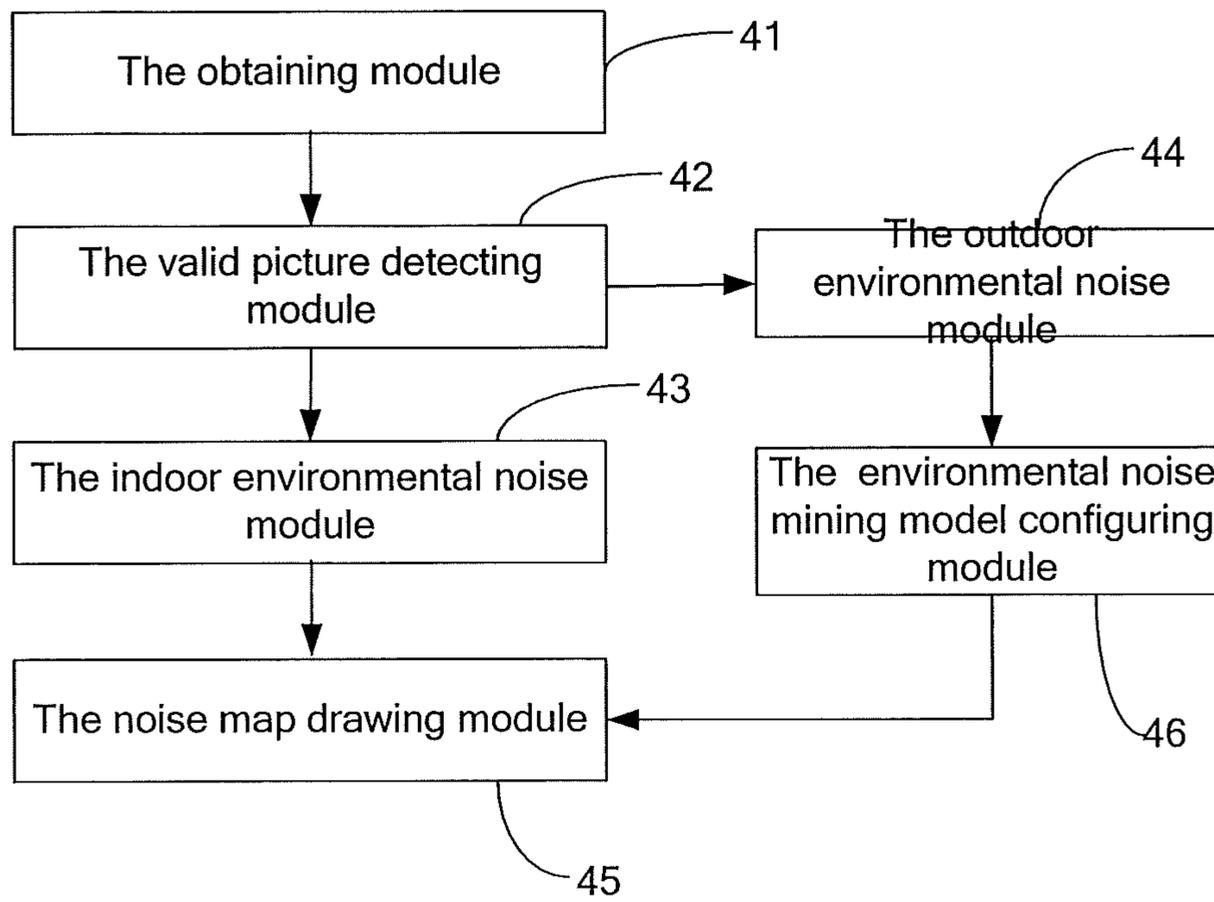 The obtaining module
41
42
The valid picture detecting
module
44
The outdoor
environmental noise
module
43
The indoor environmental noise
module
The environmental noise
mining model configuring
module
The noise map drawing module
46
45